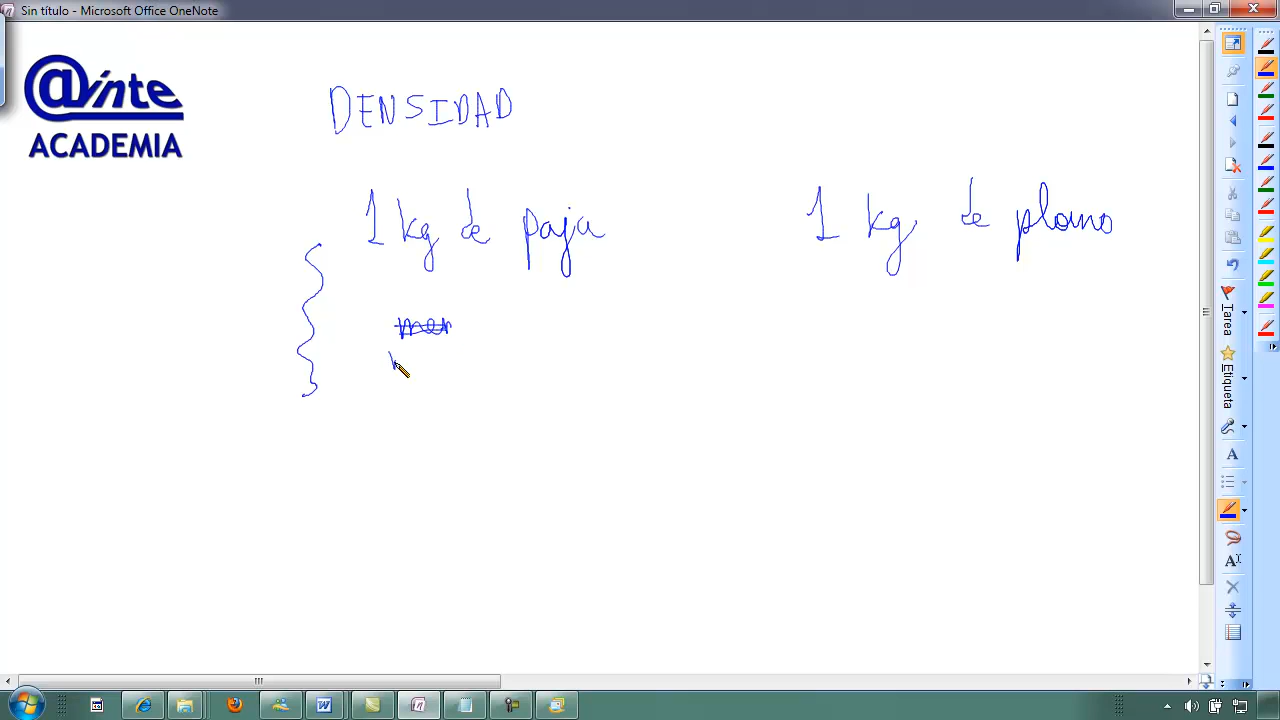 Sin título - Microsoft Office OneNote
@inte
ACADEMIA
DENSIDAD
1 kg de paja
1 kg de plomo
Tarea
Etiqueta
A
A